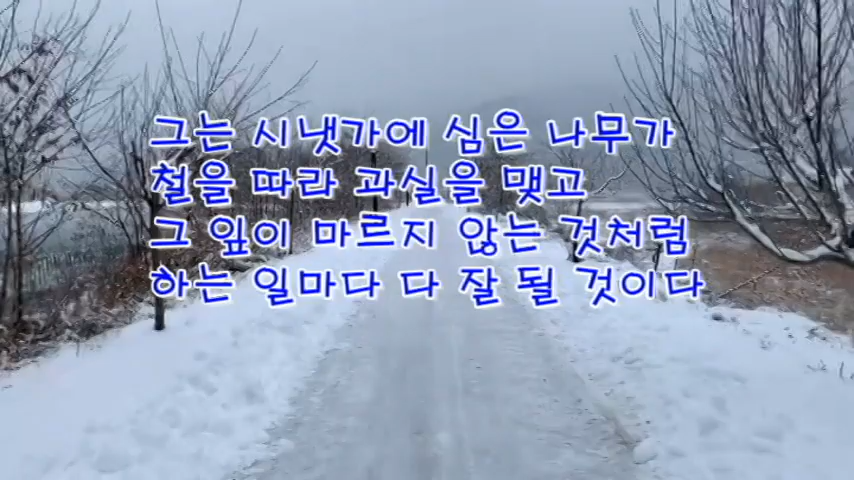 그는 시냇가에 심은 나무가
철을 따라 과실을 맺고
그 잎이 마르지 않는 것처럼
하는 일마다 다 잘 될 것이다